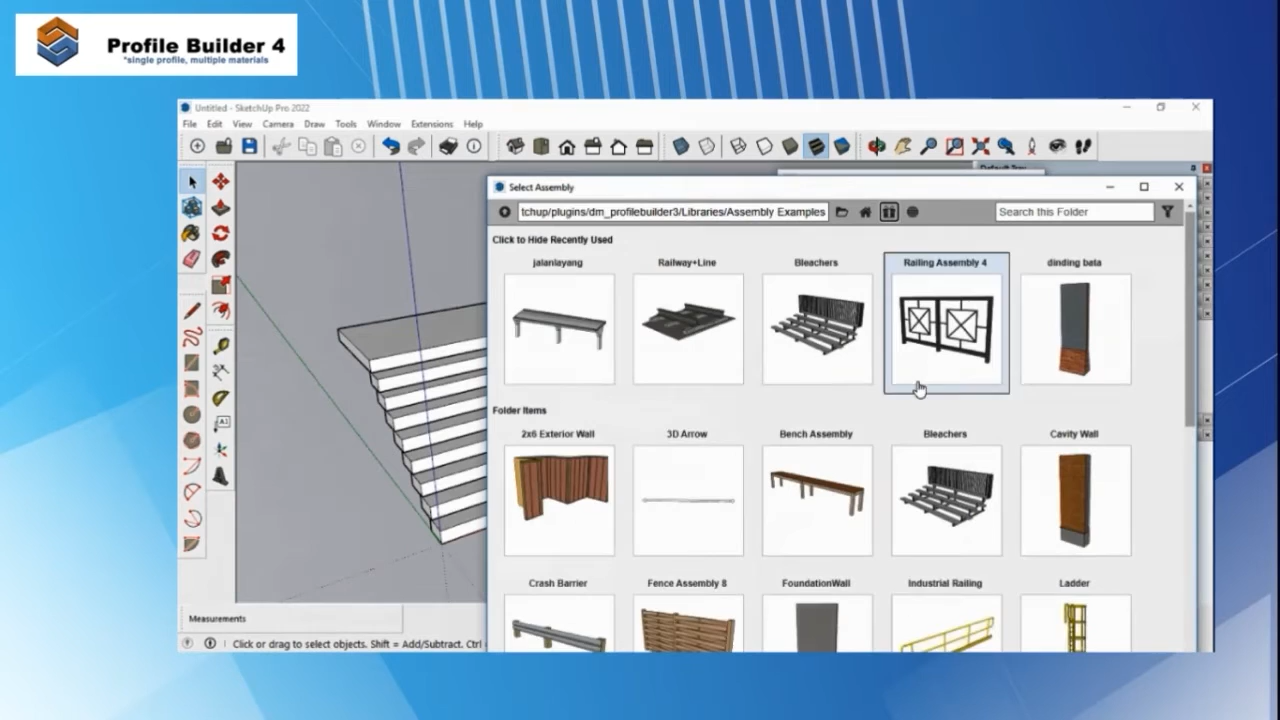 Profile Builder 4
*single profile, multiple materials
Untitled - SketchUp Pro 2022
File Edit View Camera Draw Tools Window Extensions Help
Select Assembly
tchup/plugins/dm_profilebuilder3/Libraries/Assembly Examples
Search this Folder
Click to Hide Recently Used
jalanlayang Railway+Line Bleachers Railing Assembly 4 dinding bata
Folder Items
2x6 Exterior Wall 3D Arrow Bench Assembly Bleachers Cavity Wall
Crash Barrier Fence Assembly 8 FoundationWall Industrial Railing Ladder
Measurements
Click or drag to select objects. Shift = Add/Subtract. Ctrl